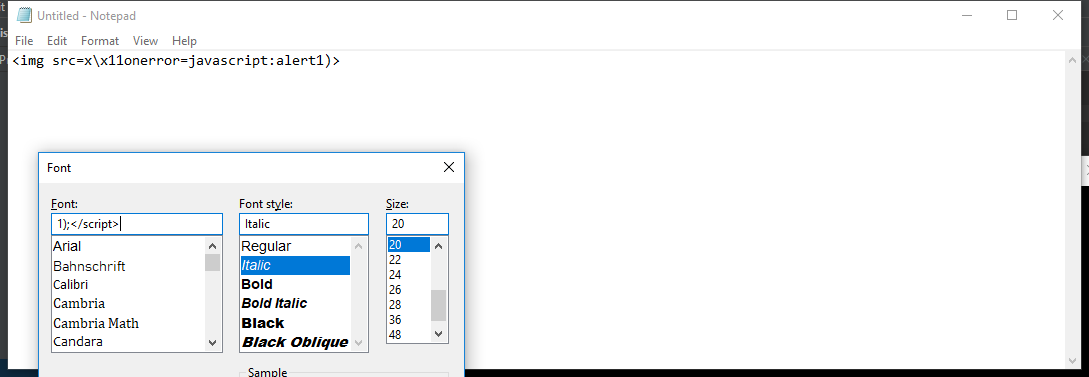 Untitled - Notepad
File Edit Format View Help
<img src=x\x11onerror=javascript:alert1)>
Font
Font: Font style: Size:
1);</script> Italic 20
Arial Regular 20
Bahnschrift Italic 22
Calibri Bold 24
Cambria Bold Italic 26
Cambria Math Black 28
Candara Black Oblique 36
48
Sample